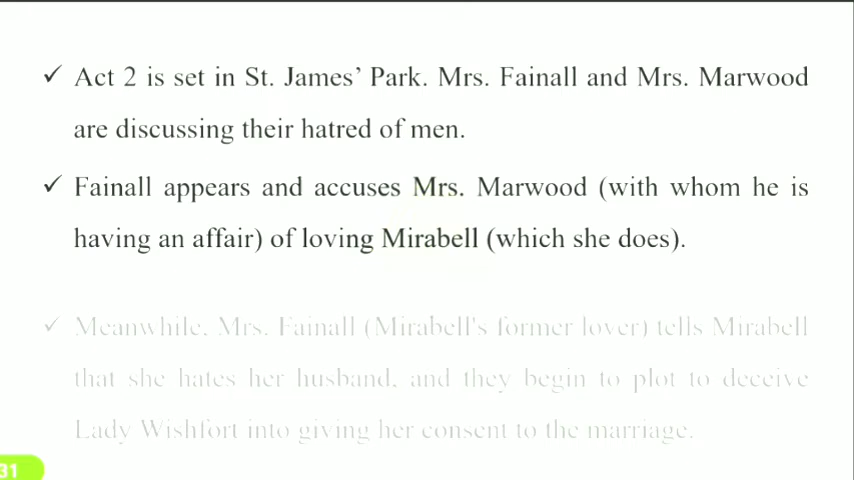 ✓ Act 2 is set in St. James’ Park. Mrs. Fainall and Mrs. Marwood
are discussing their hatred of men.
✓ Fainall appears and accuses Mrs. Marwood (with whom he is
having an affair) of loving Mirabell (which she does).
✓ Meanwhile, Mrs. Fainall (Mirabell's former lover) tells Mirabell
that she hates her husband, and they begin to plot to deceive
Lady Wishfort into giving her consent to the marriage.
31